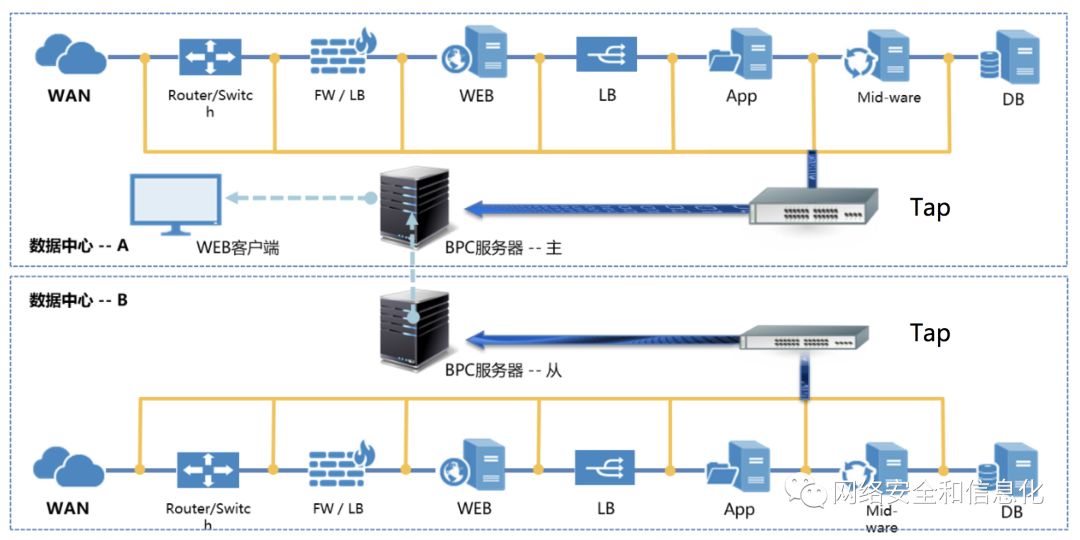 WAN
Router/Switc
h
FW / LB
WEB
LB
App
Mid-ware
DB
Tap
数据中心 -- A
WEB客户端
BPC服务器 -- 主
数据中心 -- B
Tap
BPC服务器 -- 从
WAN
Router/Switc
h
FW / LB
WEB
LB
App
Mid-
ware
DB
网络安全和信息化